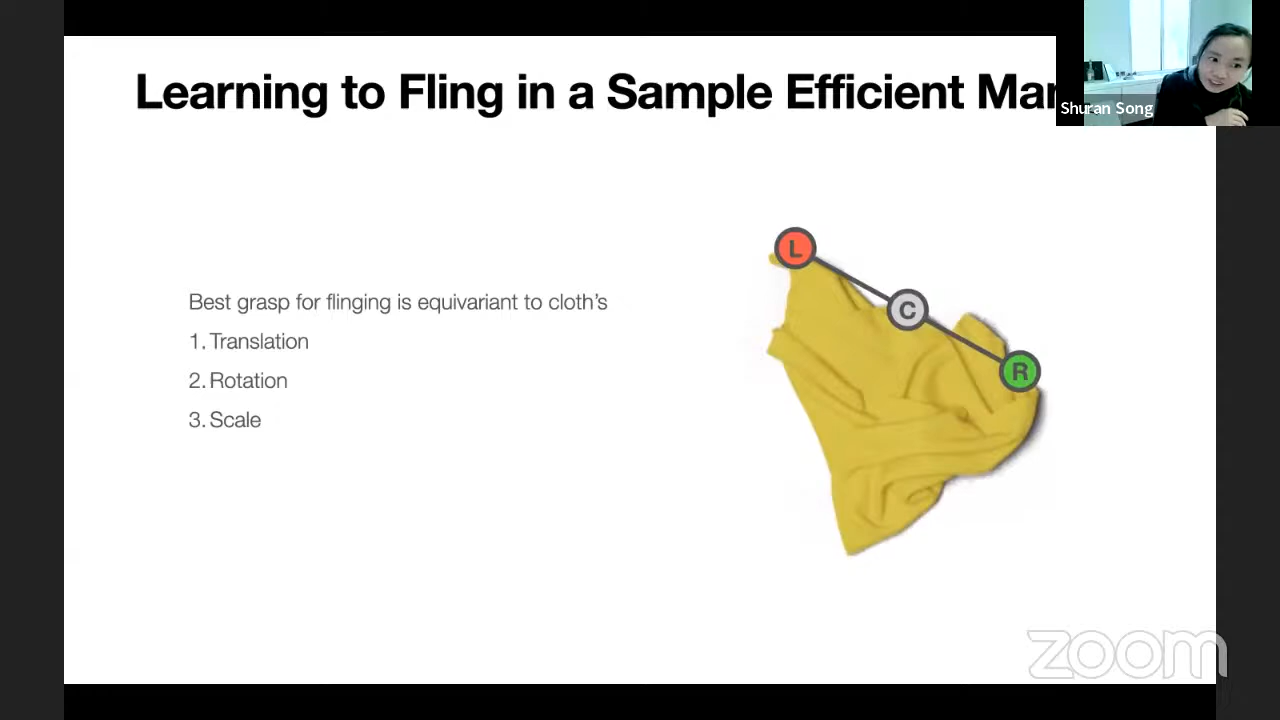 Learning to Fling in a Sample Efficient
Shuran Song
Best grasp for flinging is equivariant to cloth's
1. Translation
2. Rotation
3. Scale
L
C
R
zoom